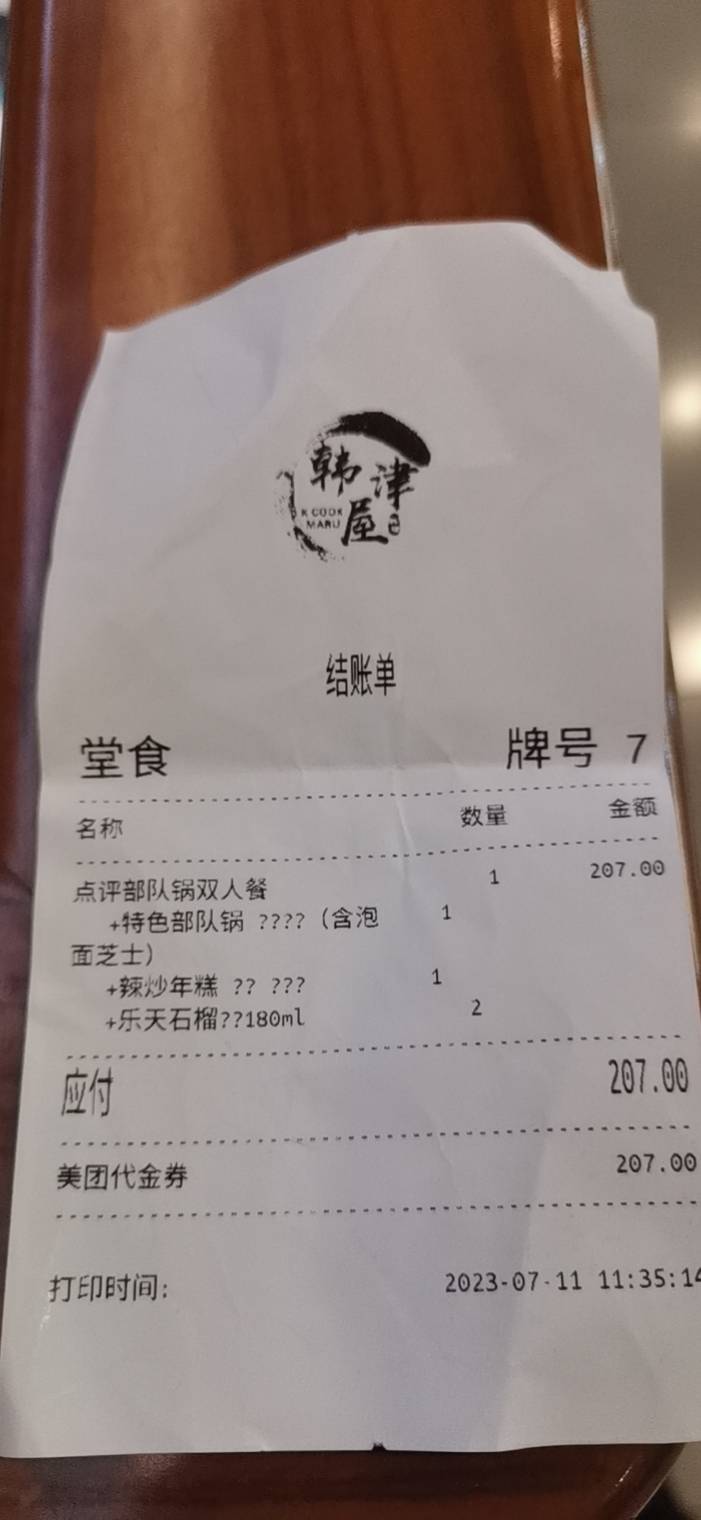 韩津
屋
K COOK
MARU
结账单
堂食 牌号 7
名称 数量 金额
点评部队锅双人餐 1 207.00
+特色部队锅 ????（含泡 1
面芝士）
+辣炒年糕 ?? ??? 1
+乐天石榴??180ml 2
应付 207.00
美团代金券 207.00
打印时间: 2023-07-11 11:35:14